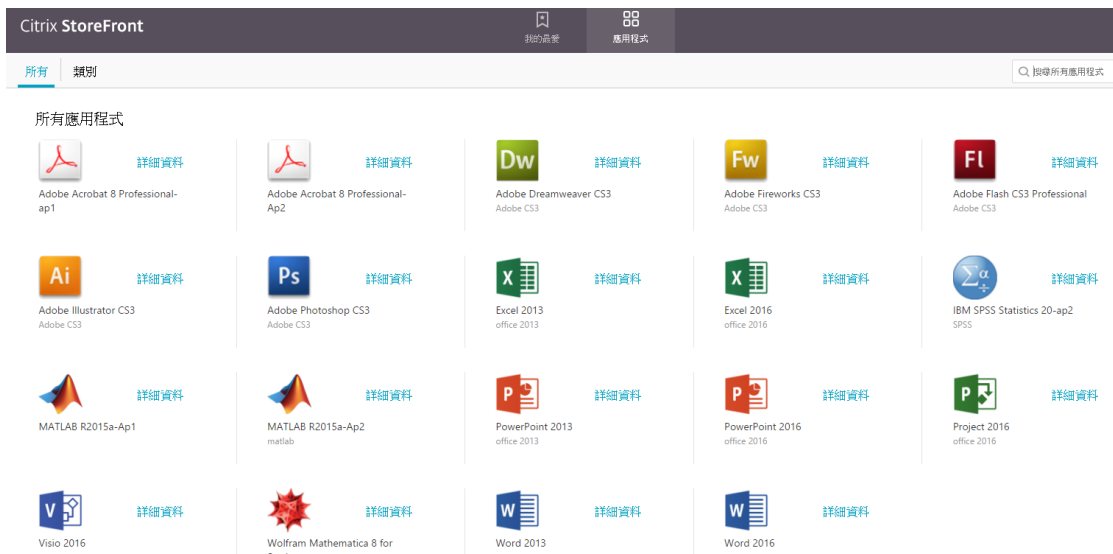 Citrix StoreFront
我的最愛
應用程式
所有
類別
搜尋所有應用程式
所有應用程式
詳細資料
Adobe Acrobat 8 Professional-
ap1
詳細資料
Adobe Acrobat 8 Professional-
Ap2
Dw
詳細資料
Adobe Dreamweaver CS3
Adobe CS3
Fw
詳細資料
Adobe Fireworks CS3
Adobe CS3
Fl
詳細資料
Adobe Flash CS3 Professional
Adobe CS3
Ai
詳細資料
Adobe Illustrator CS3
Adobe CS3
Ps
詳細資料
Adobe Photoshop CS3
Adobe CS3
X
詳細資料
Excel 2013
office 2013
X
詳細資料
Excel 2016
office 2016
Σα
÷
詳細資料
IBM SPSS Statistics 20-ap2
SPSS
詳細資料
MATLAB R2015a-Ap1
詳細資料
MATLAB R2015a-Ap2
matlab
P
詳細資料
PowerPoint 2013
office 2013
P
詳細資料
PowerPoint 2016
office 2016
P
詳細資料
Project 2016
office 2016
V
詳細資料
Visio 2016
詳細資料
Wolfram Mathematica 8 for
W
詳細資料
Word 2013
W
詳細資料
Word 2016